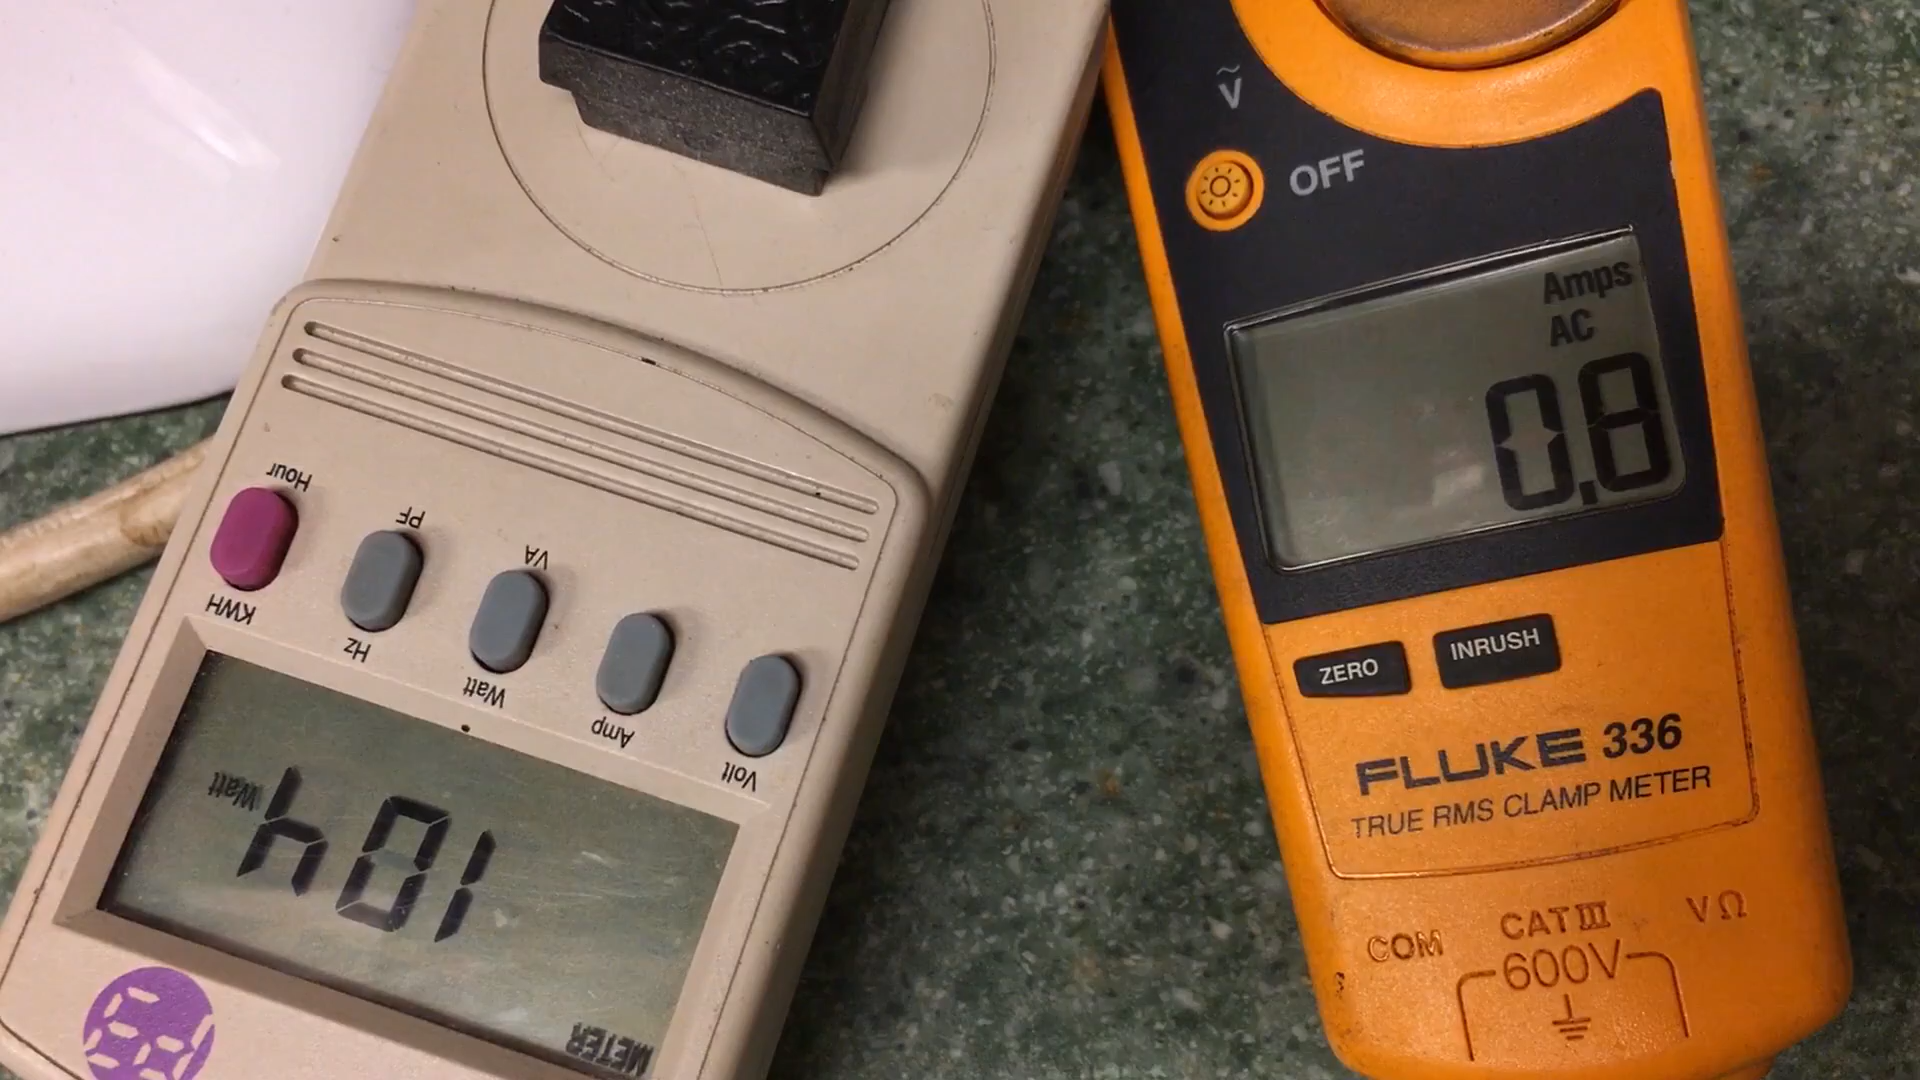 Ṽ
OFF
Amps
AC
0.8
ZERO
INRUSH
FLUKE 336
TRUE RMS CLAMP METER
CAT III
COM
600V
VΩ
METER
104 Watt
Volt Amp Watt Hz KWH
VA PF Hour